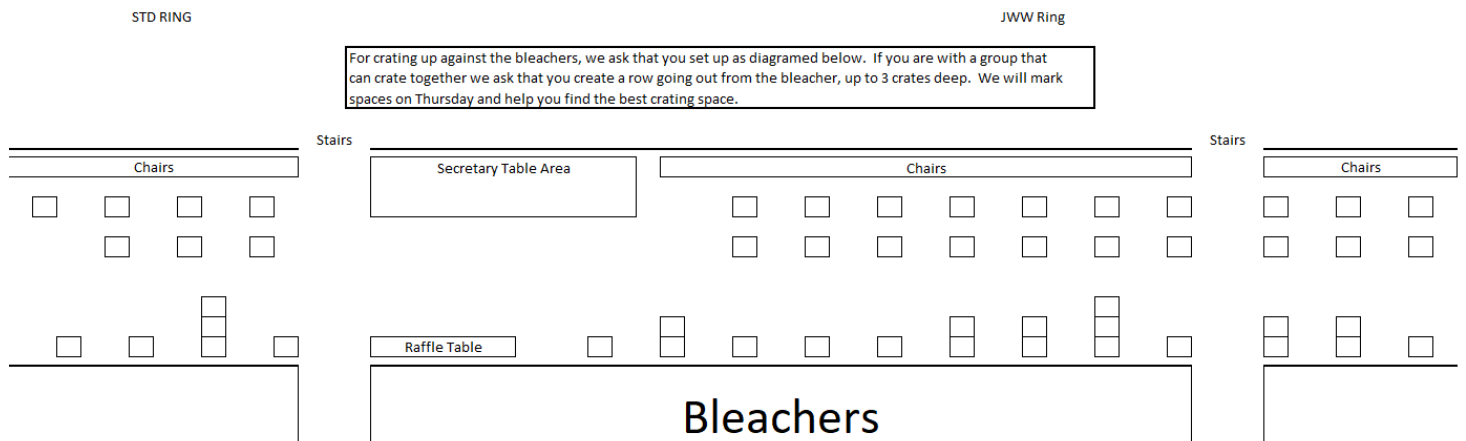 STD RING
JWW Ring
For crating up against the bleachers, we ask that you set up as diagramed below.  If you are with a group that
can crate together we ask that you create a row going out from the bleacher, up to 3 crates deep.  We will mark
spaces on Thursday and help you find the best crating space.
Stairs
Stairs
Chairs
Secretary Table Area
Chairs
Chairs
Raffle Table
Bleachers